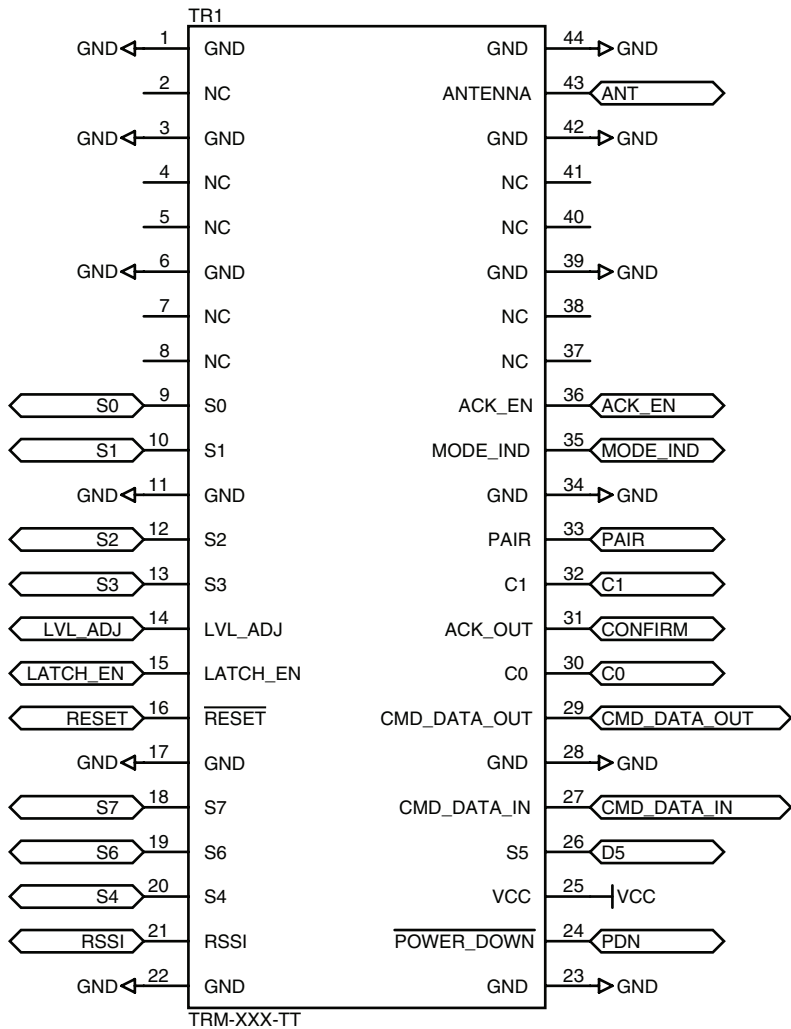 TR1
GND 1 GND GND 44 GND
2 NC ANTENNA 43 ANT
GND 3 GND GND 42 GND
4 NC NC 41
5 NC NC 40
GND 6 GND GND 39 GND
7 NC NC 38
8 NC NC 37
S0 9 S0 ACK_EN 36 ACK_EN
S1 10 S1 MODE_IND 35 MODE_IND
GND 11 GND GND 34 GND
S2 12 S2 PAIR 33 PAIR
S3 13 S3 C1 32 C1
LVL_ADJ 14 LVL_ADJ ACK_OUT 31 CONFIRM
LATCH_EN 15 LATCH_EN C0 30 C0
RESET 16 RESET CMD_DATA_OUT 29 CMD_DATA_OUT
GND 17 GND GND 28 GND
S7 18 S7 CMD_DATA_IN 27 CMD_DATA_IN
S6 19 S6 S5 26 D5
S4 20 S4 VCC 25 VCC
RSSI 21 RSSI POWER_DOWN 24 PDN
GND 22 GND GND 23 GND
TRM-XXX-TT